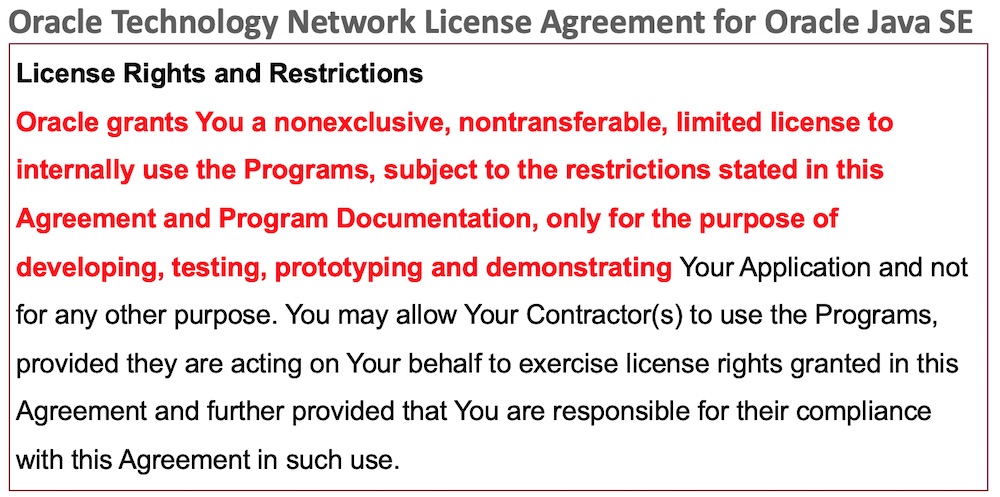 Oracle Technology Network License Agreement for Oracle Java SE
License Rights and Restrictions
Oracle grants You a nonexclusive, nontransferable, limited license to
internally use the Programs, subject to the restrictions stated in this
Agreement and Program Documentation, only for the purpose of
developing, testing, prototyping and demonstrating Your Application and not
for any other purpose. You may allow Your Contractor(s) to use the Programs,
provided they are acting on Your behalf to exercise license rights granted in this
Agreement and further provided that You are responsible for their compliance
with this Agreement in such use.